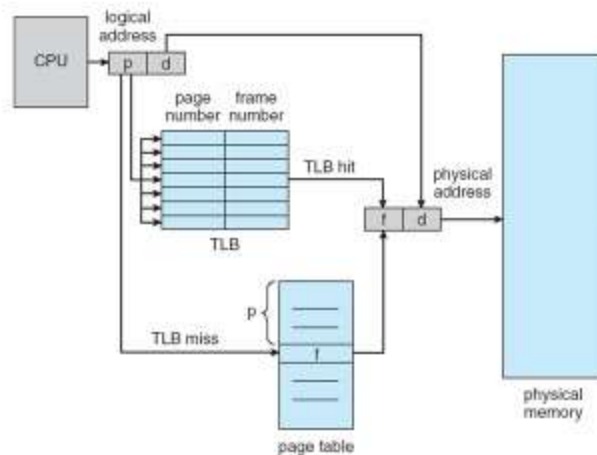 logical
address
CPU
p d
page
number
frame
number
TLB hit
physical
address
f d
TLB
p
TLB miss
f
physical
memory
page table